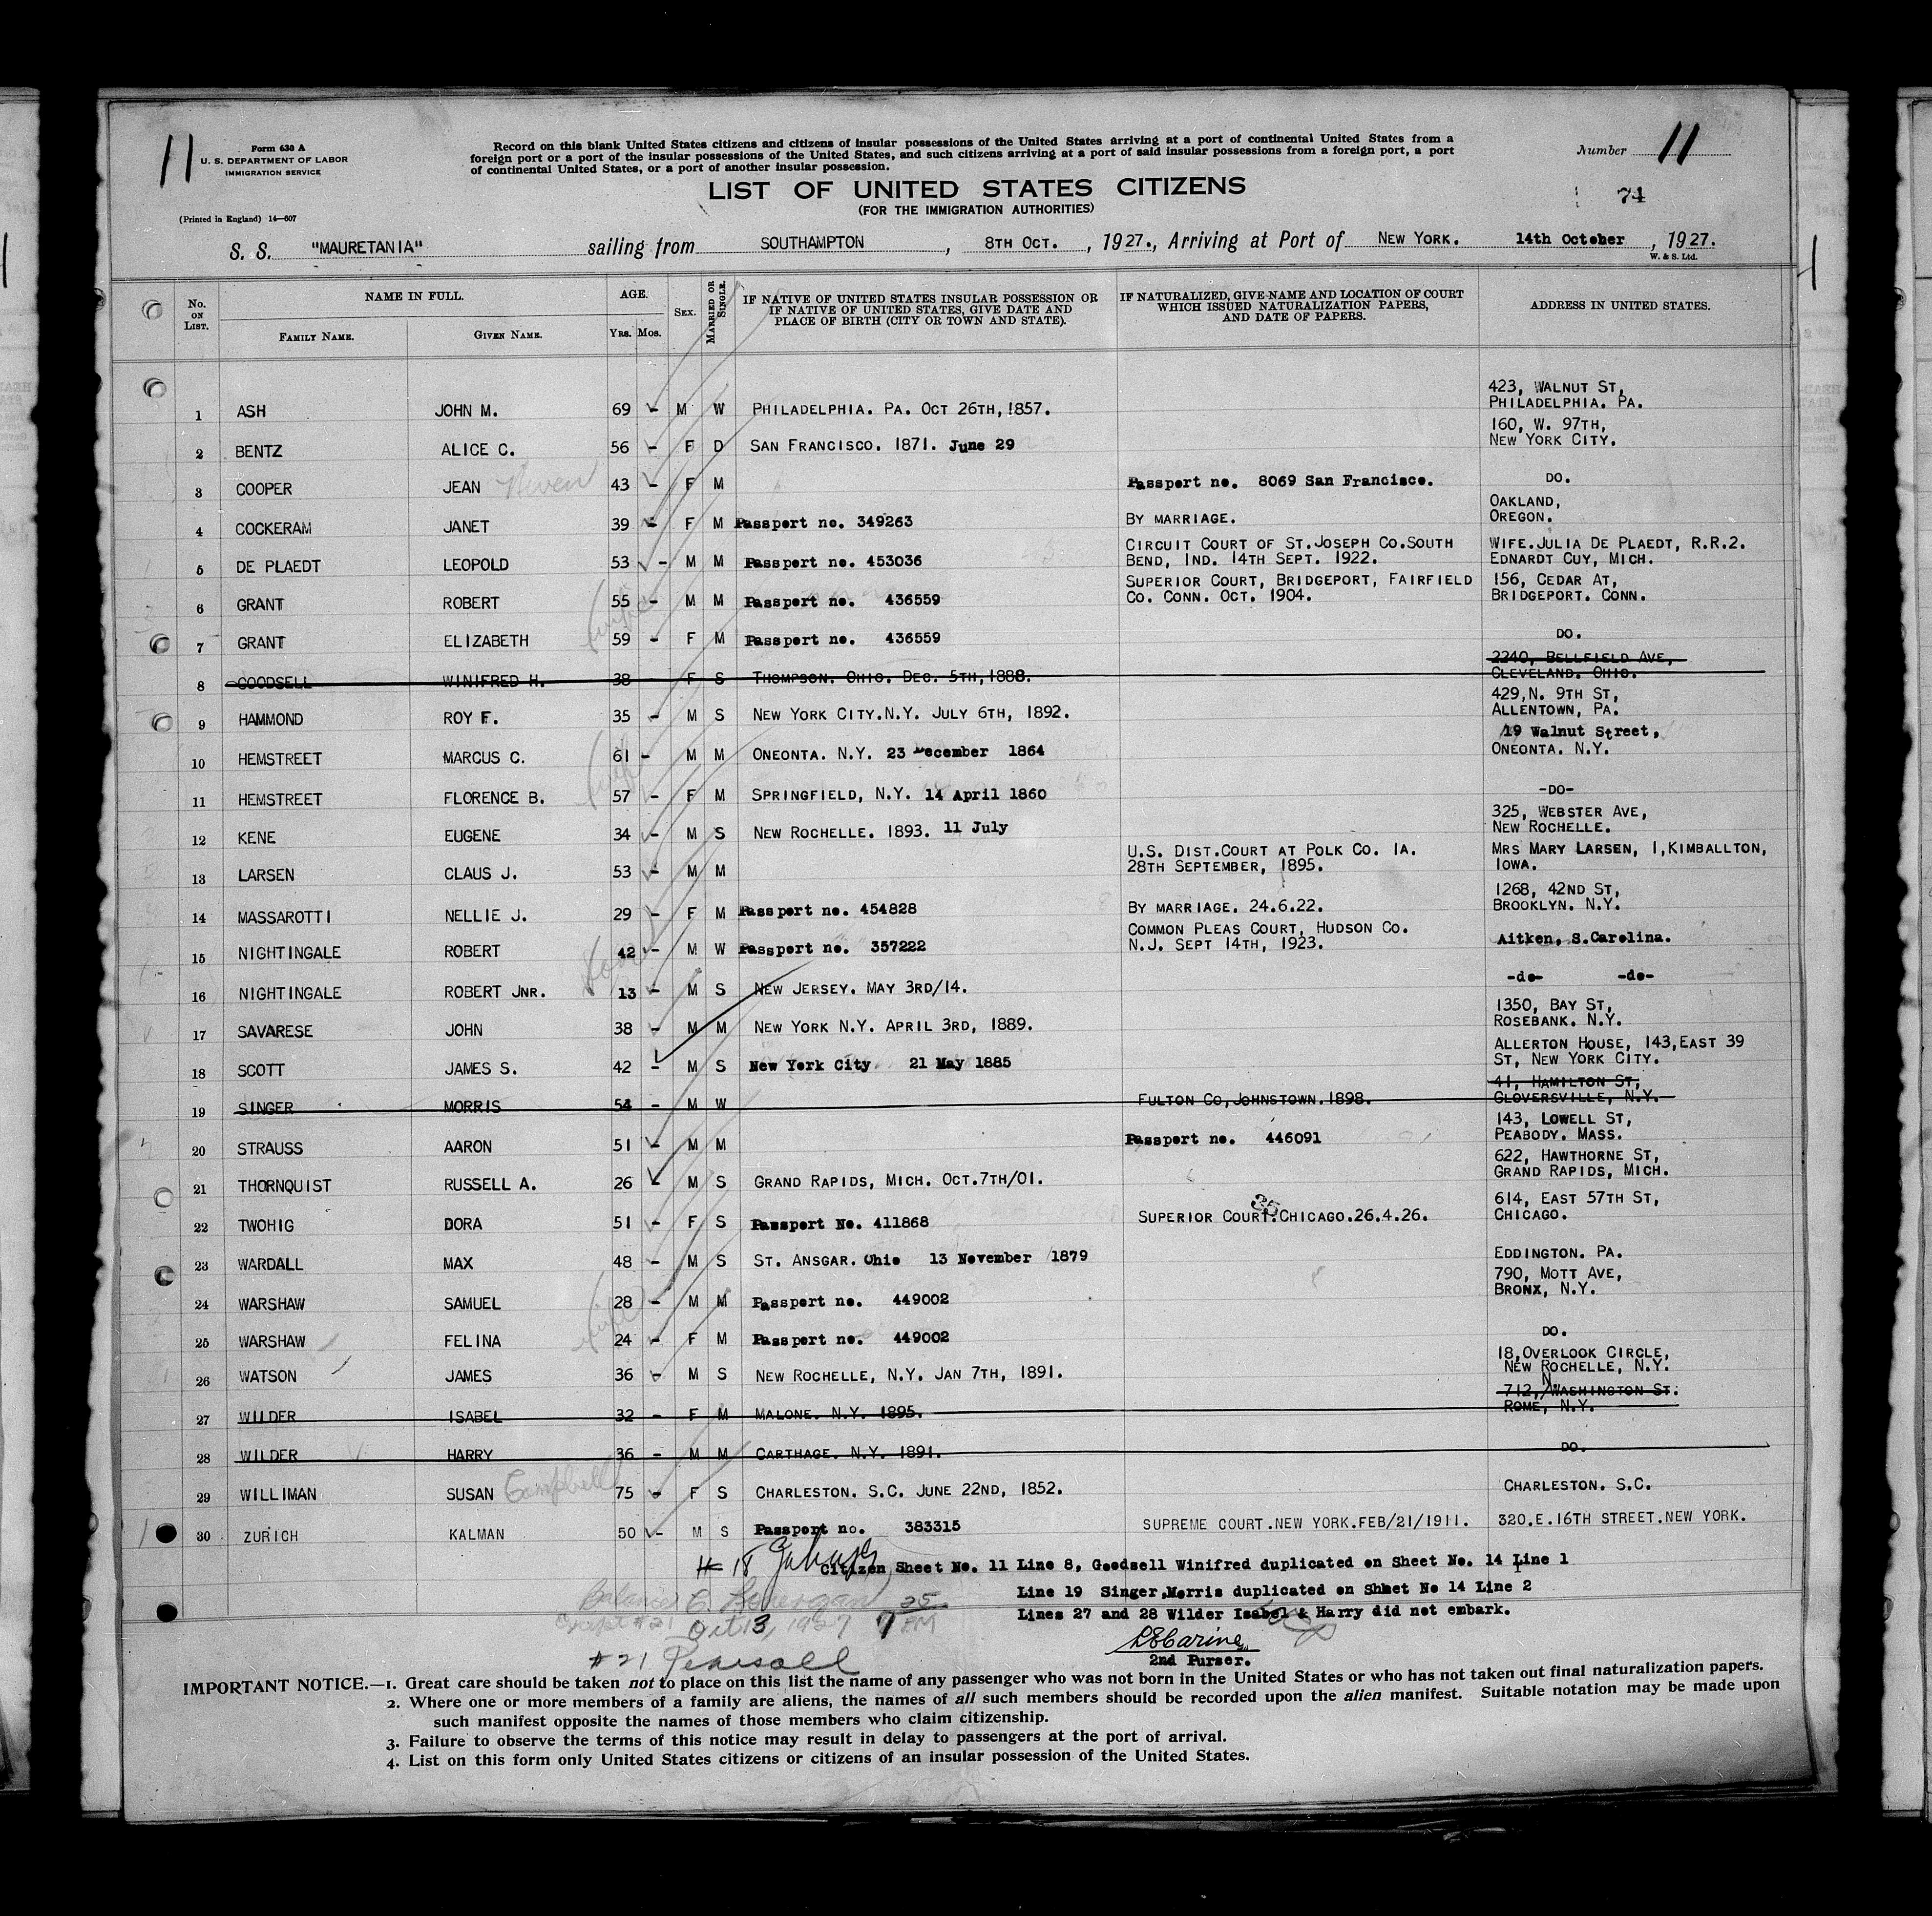 11
Form 630 A
U. S. DEPARTMENT OF LABOR
IMMIGRATION SERVICE
(Printed in England) 14—607
Record on this blank United States citizens and citizens of insular possessions of the United States arriving at a port of continental United States from a
foreign port or a port of the insular possessions of the United States, and such citizens arriving at a port of said insular possessions from a foreign port, a port
of continental United States, or a port of another insular possession.
Number 11
LIST OF UNITED STATES CITIZENS
(FOR THE IMMIGRATION AUTHORITIES)
74
S. S. "MAURETANIA" sailing from SOUTHAMPTON, 8TH OCT., 1927., Arriving at Port of NEW YORK. 14th October, 1927.
W. & S. Ltd.
No. ON LIST. NAME IN FULL. AGE. SEX. MARRIED OR SINGLE. IF NATIVE OF UNITED STATES INSULAR POSSESSION OR IF NATIVE OF UNITED STATES, GIVE DATE AND PLACE OF BIRTH (CITY OR TOWN AND STATE). IF NATURALIZED, GIVE NAME AND LOCATION OF COURT WHICH ISSUED NATURALIZATION PAPERS, AND DATE OF PAPERS. ADDRESS IN UNITED STATES.
FAMILY NAME. GIVEN NAME. YRS. MOS.
1 ASH JOHN M. 69 - M W PHILADELPHIA. PA. OCT 26TH, 1857. 423, WALNUT ST, PHILADELPHIA. PA.
2 BENTZ ALICE C. 56 - F D SAN FRANCISCO. 1871. June 29 160, W. 97TH, NEW YORK CITY.
3 COOPER JEAN Niven 43 - F M Passport no. 8069 San Francisco. DO.
4 COCKERAM JANET 39 - F M Passport no. 349263 BY MARRIAGE. OAKLAND, OREGON.
5 DE PLAEDT LEOPOLD 53 - M M Passport no. 453036 CIRCUIT COURT OF ST.JOSEPH CO.SOUTH BEND, IND. 14TH SEPT. 1922. WIFE.JULIA DE PLAEDT, R.R.2. EDNARDT CUY, MICH.
6 GRANT ROBERT 55 - M M Passport no. 436559 SUPERIOR COURT, BRIDGEPORT, FAIRFIELD CO. CONN. OCT. 1904. 156, CEDAR AT, BRIDGEPORT. CONN.
wife
7 GRANT ELIZABETH 59 - F M Passport no. 436559 DO.
8 GOODSELL WINIFRED H. 38 F S THOMPSON. OHIO. DEC. 5TH, 1888. 2240, BELLFIELD AVE, CLEVELAND. OHIO.
9 HAMMOND ROY F. 35 - M S NEW YORK CITY.N.Y. JULY 6TH, 1892. 429,N. 9TH ST, ALLENTOWN, PA.
10 HEMSTREET MARCUS C. 61 - M M ONEONTA. N.Y. 23 December 1864 19 Walnut Street, ONEONTA. N.Y.
wife
11 HEMSTREET FLORENCE B. 57 - F M SPRINGFIELD, N.Y. 14 April 1860 -DO-
12 KENE EUGENE 34 - M S NEW ROCHELLE. 1893. 11 July 325, WEBSTER AVE, NEW ROCHELLE.
13 LARSEN CLAUS J. 53 - M M U.S. DIST.COURT AT POLK CO. IA. 28TH SEPTEMBER, 1895. MRS MARY LARSEN, 1,KIMBALLTON, IOWA.
14 MASSAROTTI NELLIE J. 29 - F M Passport no. 454828 BY MARRIAGE. 24.6.22. 1268, 42ND ST, BROOKLYN. N.Y.
15 NIGHTINGALE ROBERT 42 - M W Passport no. 357222 COMMON PLEAS COURT, HUDSON CO. N.J. SEPT 14TH, 1923. Aitken, S.Carolina.
son
16 NIGHTINGALE ROBERT JNR. 13 - M S NEW JERSEY. MAY 3RD/14. -do- -do-
17 SAVARESE JOHN 38 - M M NEW YORK N.Y. APRIL 3RD, 1889. 1350, BAY ST, ROSEBANK. N.Y.
18 SCOTT JAMES S. 42 - M S New York City 21 May 1885 ALLERTON HOUSE, 143,EAST 39 ST, NEW YORK CITY.
19 SINGER MORRIS 54 - M W FULTON CO,JOHNSTOWN.1898. 41, HAMILTON ST, GLOVERSVILLE, N.Y.
20 STRAUSS AARON 51 - M M Passport no. 446091 143, LOWELL ST, PEABODY. MASS.
21 THORNQUIST RUSSELL A. 26 M S GRAND RAPIDS, MICH. OCT.7TH/01. 622, HAWTHORNE ST, GRAND RAPIDS, MICH.
22 TWOHIG DORA 51 - F S Passport No. 411868 SUPERIOR COURT.CHICAGO.26.4.26. 614, EAST 57TH ST, CHICAGO.
23 WARDALL MAX 48 - M S ST. ANSGAR. Ohio 13 November 1879 EDDINGTON. PA.
24 WARSHAW SAMUEL 28 - M M Passport no. 449002 790, MOTT AVE, BRONX, N.Y.
wife
25 WARSHAW FELINA 24 - F M Passport no. 449002 DO.
26 WATSON JAMES 36 - M S NEW ROCHELLE, N.Y. JAN 7TH, 1891. 18,OVERLOOK CIRCLE, NEW ROCHELLE, N.Y.
27 WILDER ISABEL 32 - F M MALONE. N.Y. 1895. 712, N WASHINGTON ST. ROME, N.Y.
28 WILDER HARRY 36 - M M CARTHAGE. N.Y. 1891. DO.
29 WILLIMAN SUSAN Campbell 75 - F S CHARLESTON. S.C. JUNE 22ND, 1852. CHARLESTON. S.C.
30 ZURICH KALMAN 50 - M S Passport no. 383315 SUPREME COURT.NEW YORK.FEB/21/1911. 320.E.16TH STREET.NEW YORK.
# 18
Citizen Sheet No. 11 Line 8, Goodsell Winifred duplicated on Sheet No. 14 Line 1
Line 19 Singer,Morris duplicated on Sheet No 14 Line 2
Lines 27 and 28 Wilder Isabel & Harry did not embark.
Balance
except #21 Oct 13, 1927 7 25 PM
#21 Pearsall
2nd Purser.
IMPORTANT NOTICE.—1. Great care should be taken not to place on this list the name of any passenger who was not born in the United States or who has not taken out final naturalization papers.
2. Where one or more members of a family are aliens, the names of all such members should be recorded upon the alien manifest. Suitable notation may be made upon
such manifest opposite the names of those members who claim citizenship.
3. Failure to observe the terms of this notice may result in delay to passengers at the port of arrival.
4. List on this form only United States citizens or citizens of an insular possession of the United States.